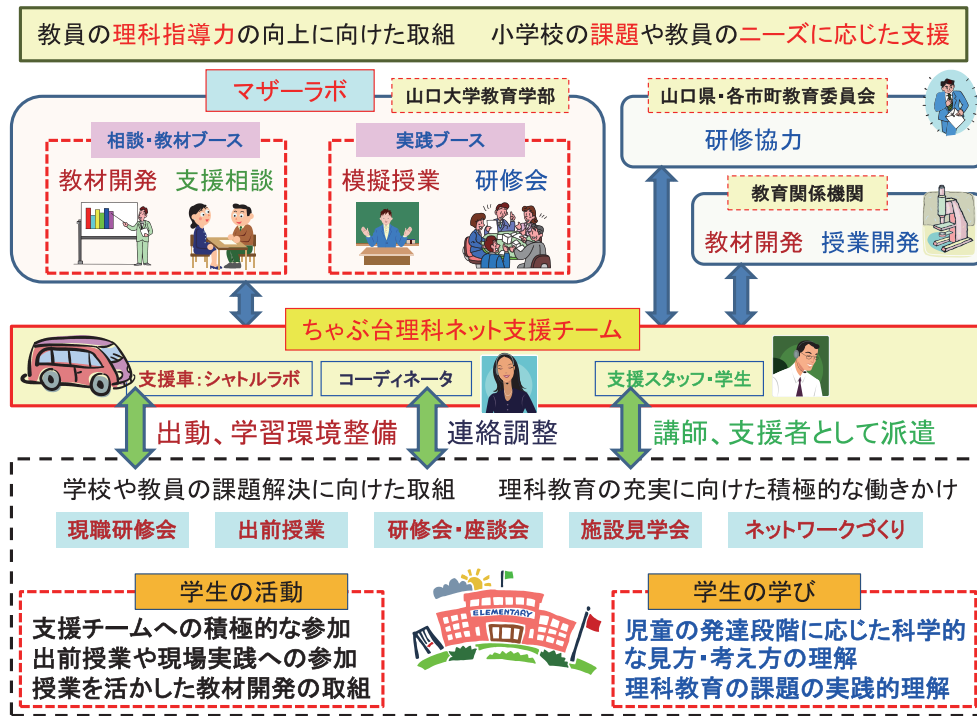 教員の理科指導力の向上に向けた取組　小学校の課題や教員のニーズに応じた支援
マザーラボ
山口大学教育学部
相談・教材ブース
教材開発　支援相談
実践ブース
模擬授業　研修会
山口県・各市町教育委員会
研修協力
教育関係機関
教材開発　授業開発
ちゃぶ台理科ネット支援チーム
支援車：シャトルラボ
コーディネータ
支援スタッフ・学生
出動、学習環境整備
連絡調整
講師、支援者として派遣
学校や教員の課題解決に向けた取組　理科教育の充実に向けた積極的な働きかけ
現職研修会
出前授業
研修会・座談会
施設見学会
ネットワークづくり
学生の活動
支援チームへの積極的な参加
出前授業や現場実践への参加
授業を活かした教材開発の取組
ELEMENTARY
学生の学び
児童の発達段階に応じた科学的
な見方・考え方の理解
理科教育の課題の実践的理解